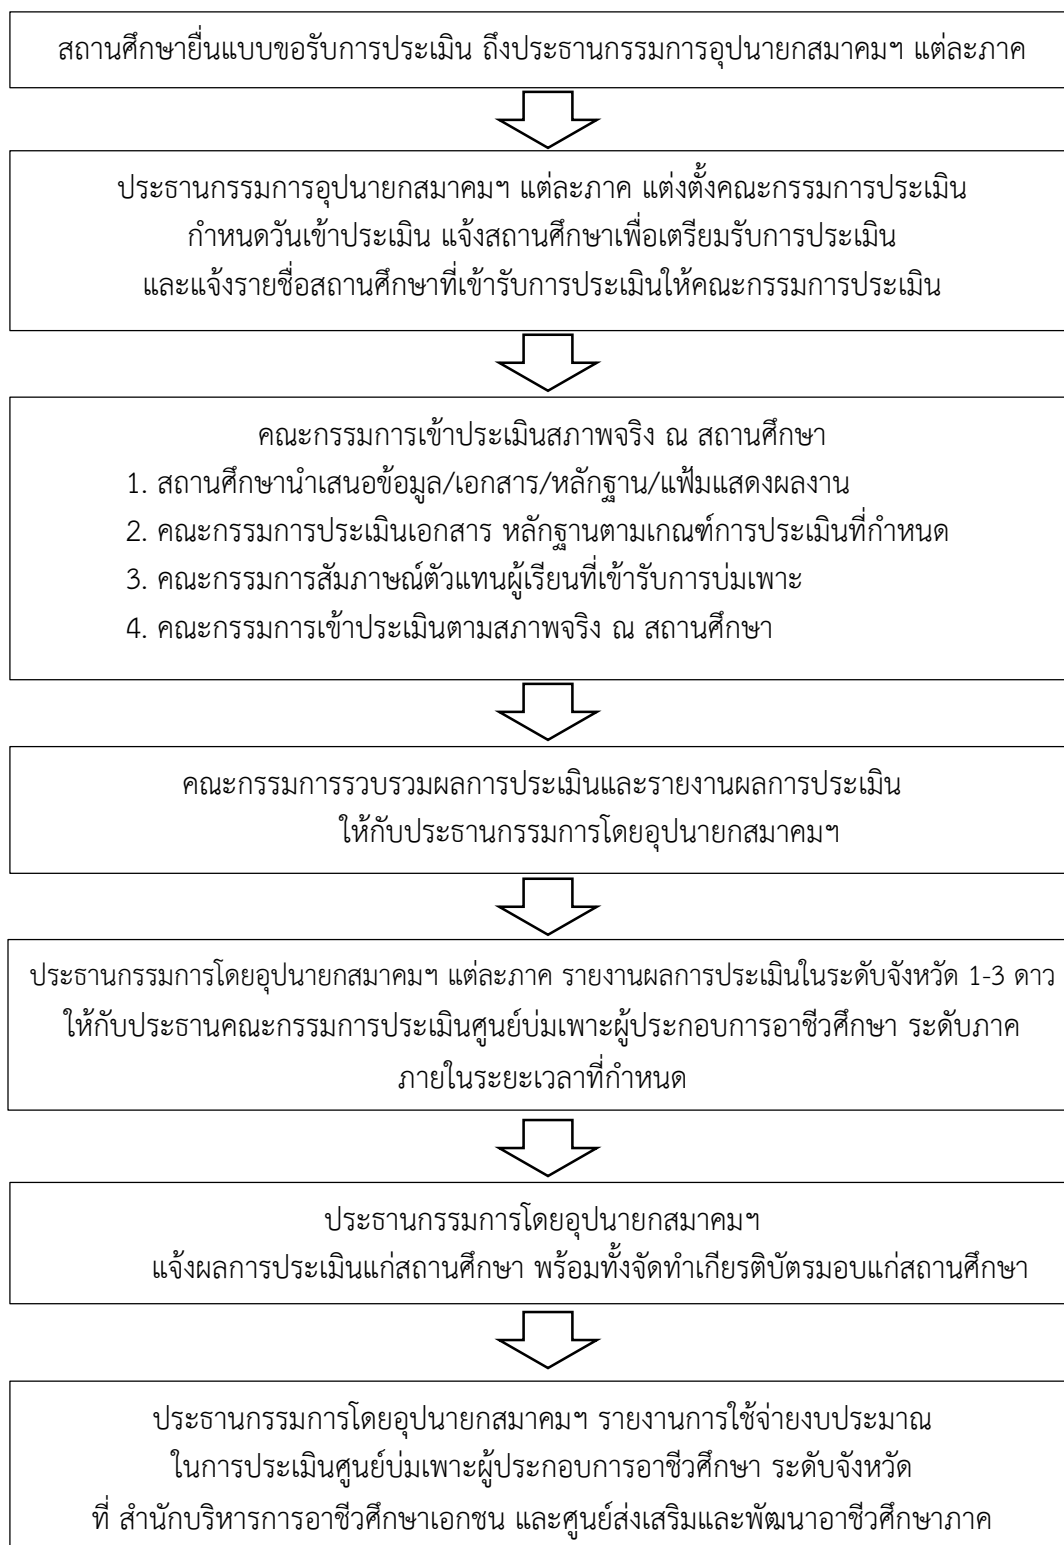 สถานศึกษายื่นแบบขอรับการประเมิน ถึงประธานกรรมการอุปนายกสมาคมฯ แต่ละภาค
ประธานกรรมการอุปนายกสมาคมฯ แต่ละภาค แต่งตั้งคณะกรรมการประเมิน
กำหนดวันเข้าประเมิน แจ้งสถานศึกษาเพื่อเตรียมรับการประเมิน
และแจ้งรายชื่อสถานศึกษาที่เข้ารับการประเมินให้คณะกรรมการประเมิน
คณะกรรมการเข้าประเมินสภาพจริง ณ สถานศึกษา
1. สถานศึกษานำเสนอข้อมูล/เอกสาร/หลักฐาน/แฟ้มแสดงผลงาน
2. คณะกรรมการประเมินเอกสาร หลักฐานตามเกณฑ์การประเมินที่กำหนด
3. คณะกรรมการสัมภาษณ์ตัวแทนผู้เรียนที่เข้ารับการบ่มเพาะ
4. คณะกรรมการเข้าประเมินตามสภาพจริง ณ สถานศึกษา
คณะกรรมการรวบรวมผลการประเมินและรายงานผลการประเมิน
ให้กับประธานกรรมการโดยอุปนายกสมาคมฯ
ประธานกรรมการโดยอุปนายกสมาคมฯ แต่ละภาค รายงานผลการประเมินในระดับจังหวัด 1-3 ดาว
ให้กับประธานคณะกรรมการประเมินศูนย์บ่มเพาะผู้ประกอบการอาชีวศึกษา ระดับภาค
ภายในระยะเวลาที่กำหนด
ประธานกรรมการโดยอุปนายกสมาคมฯ
แจ้งผลการประเมินแก่สถานศึกษา พร้อมทั้งจัดทำเกียรติบัตรมอบแก่สถานศึกษา
ประธานกรรมการโดยอุปนายกสมาคมฯ รายงานการใช้จ่ายงบประมาณ
ในการประเมินศูนย์บ่มเพาะผู้ประกอบการอาชีวศึกษา ระดับจังหวัด
ที่ สำนักบริหารการอาชีวศึกษาเอกชน และศูนย์ส่งเสริมและพัฒนาอาชีวศึกษาภาค